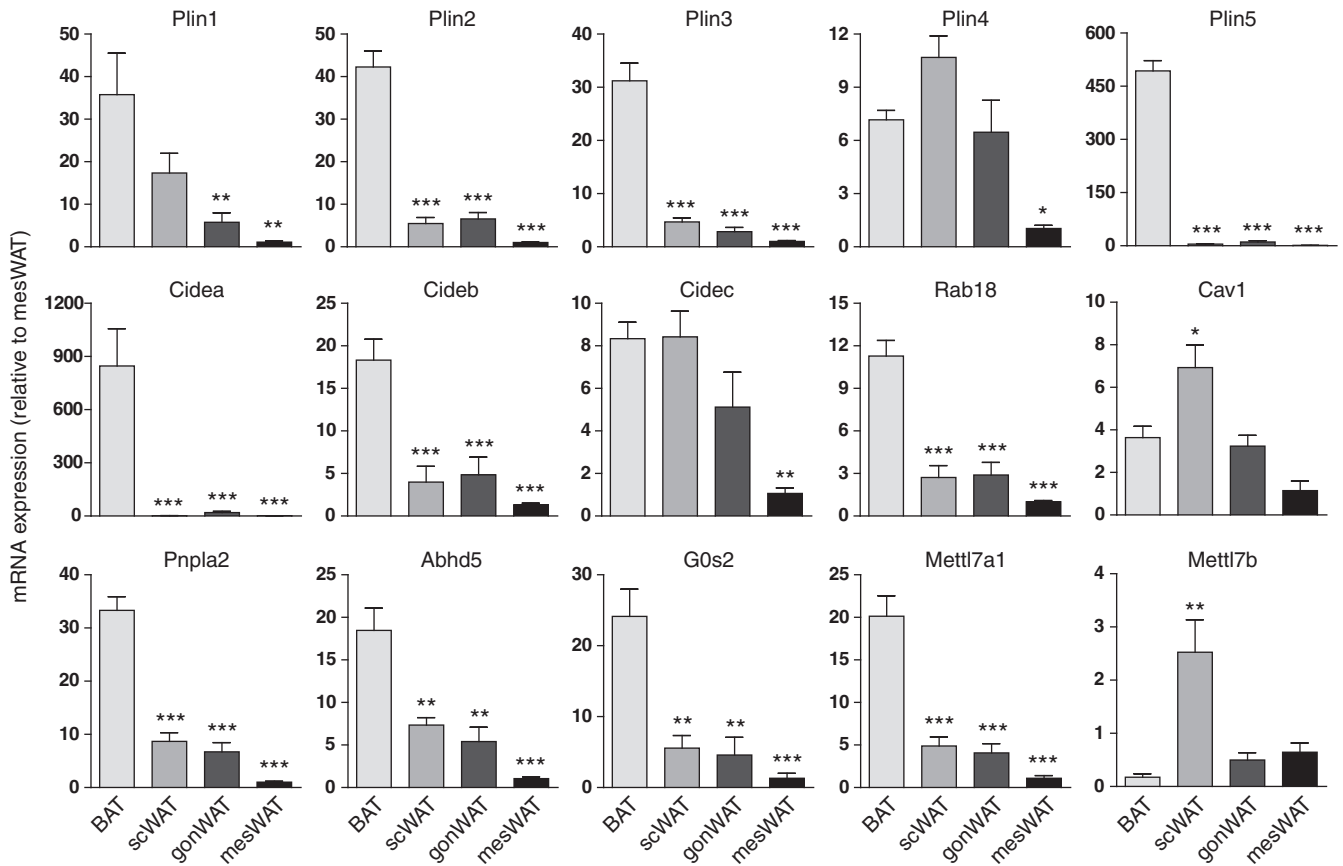 mRNA expression (relative to mesWAT)
Plin1 Plin2 Plin3 Plin4 Plin5
50 50 40 12 600
40 40 30 9 450
30 30 20 6 300
20 20 10 3 150
10 10 0 0 0
0 0
** **
*** *** ***
*** *** ***
*
*** *** ***
Cidea Cideb Cidec Rab18 Cav1
1200 25 10 15 10
900 20 8 12 8
600 15 6 9 6
300 10 4 6 4
0 5 2 3 2
0 0 0 0
*** *** ***
*** *** ***
**
*** *** ***
*
Pnpla2 Abhd5 G0s2 Mettl7a1 Mettl7b
40 25 30 25 4
30 20 20 20 3
20 15 10 15 2
10 10 0 10 1
0 5 5 0
0 0
*** *** ***
** ** ***
** ** ***
*** *** ***
**
BAT scWAT gonWAT mesWAT BAT scWAT gonWAT mesWAT BAT scWAT gonWAT mesWAT BAT scWAT gonWAT mesWAT BAT scWAT gonWAT mesWAT